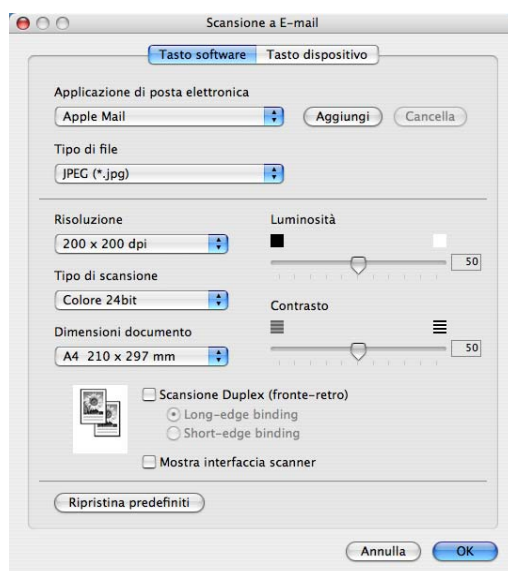 Scansione a E-mail
Tasto software Tasto dispositivo
Applicazione di posta elettronica
Apple Mail Aggiungi Cancella
Tipo di file
JPEG (*.jpg)
Risoluzione Luminosità
200 x 200 dpi
50
Tipo di scansione
Colore 24bit
Contrasto
Dimensioni documento
A4 210 x 297 mm 50
Scansione Duplex (fronte-retro)
Long-edge binding
Short-edge binding
Mostra interfaccia scanner
Ripristina predefiniti
Annulla OK